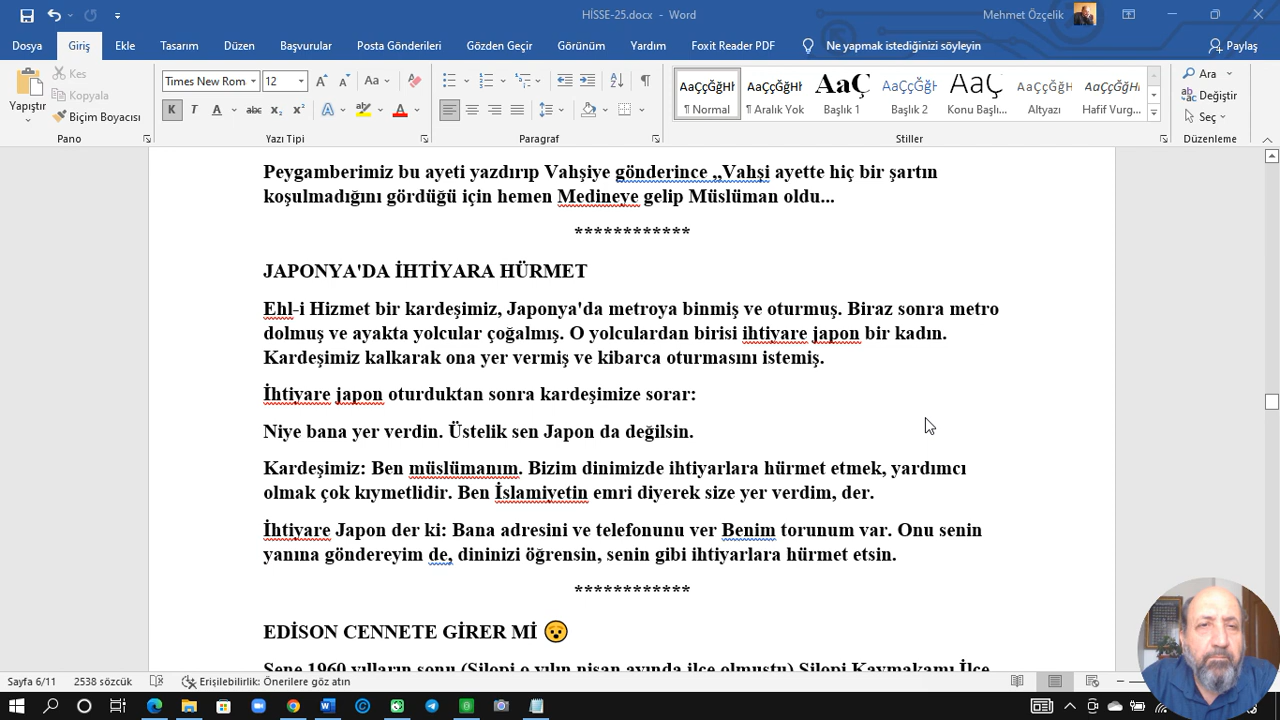 HİSSE-25.docx - Word
Mehmet Özçelik
Dosya Giriş Ekle Tasarım Düzen Başvurular Posta Gönderileri Gözden Geçir Görünüm Yardım Foxit Reader PDF Ne yapmak istediğinizi söyleyin Paylaş
Yapıştır
Kes
Kopyala
Biçim Boyacısı
Times New Rom 12
AaÇçĞğHł AaÇçĞğHł AaÇ AaÇçĞğH AaÇ AaÇçĞğH AaÇçĞğHł
¶ Normal ¶ Aralık Yok Başlık 1 Başlık 2 Konu Başlı... Altyazı Hafif Vurg...
Ara
Değiştir
Seç
Pano Yazı Tipi Paragraf Stiller Düzenleme
Peygamberimiz bu ayeti yazdırıp Vahşiye gönderince ,,Vahşi ayette hiç bir şartın
koşulmadığını gördüğü için hemen Medineye gelip Müslüman oldu...
************
JAPONYA'DA İHTİYARA HÜRMET
Ehl-i Hizmet bir kardeşimiz, Japonya'da metroya binmiş ve oturmuş. Biraz sonra metro
dolmuş ve ayakta yolcular çoğalmış. O yolculardan birisi ihtiyare japon bir kadın.
Kardeşimiz kalkarak ona yer vermiş ve kibarca oturmasını istemiş.
İhtiyare japon oturduktan sonra kardeşimize sorar:
Niye bana yer verdin. Üstelik sen Japon da değilsin.
Kardeşimiz: Ben müslümanım. Bizim dinimizde ihtiyarlara hürmet etmek, yardımcı
olmak çok kıymetlidir. Ben İslamiyetin emri diyerek size yer verdim, der.
İhtiyare Japon der ki: Bana adresini ve telefonunu ver Benim torunum var. Onu senin
yanına göndereyim de, dininizi öğrensin, senin gibi ihtiyarlara hürmet etsin.
************
EDİSON CENNETE GİRER Mİ
Sene 1960 yılların sonu (Silopi o yılın nisan ayında ilçe olmuştu) Silopi Kaymakamı İlçe
Sayfa 6/11 2538 sözcük Erişilebilirlik: Önerilere göz atın